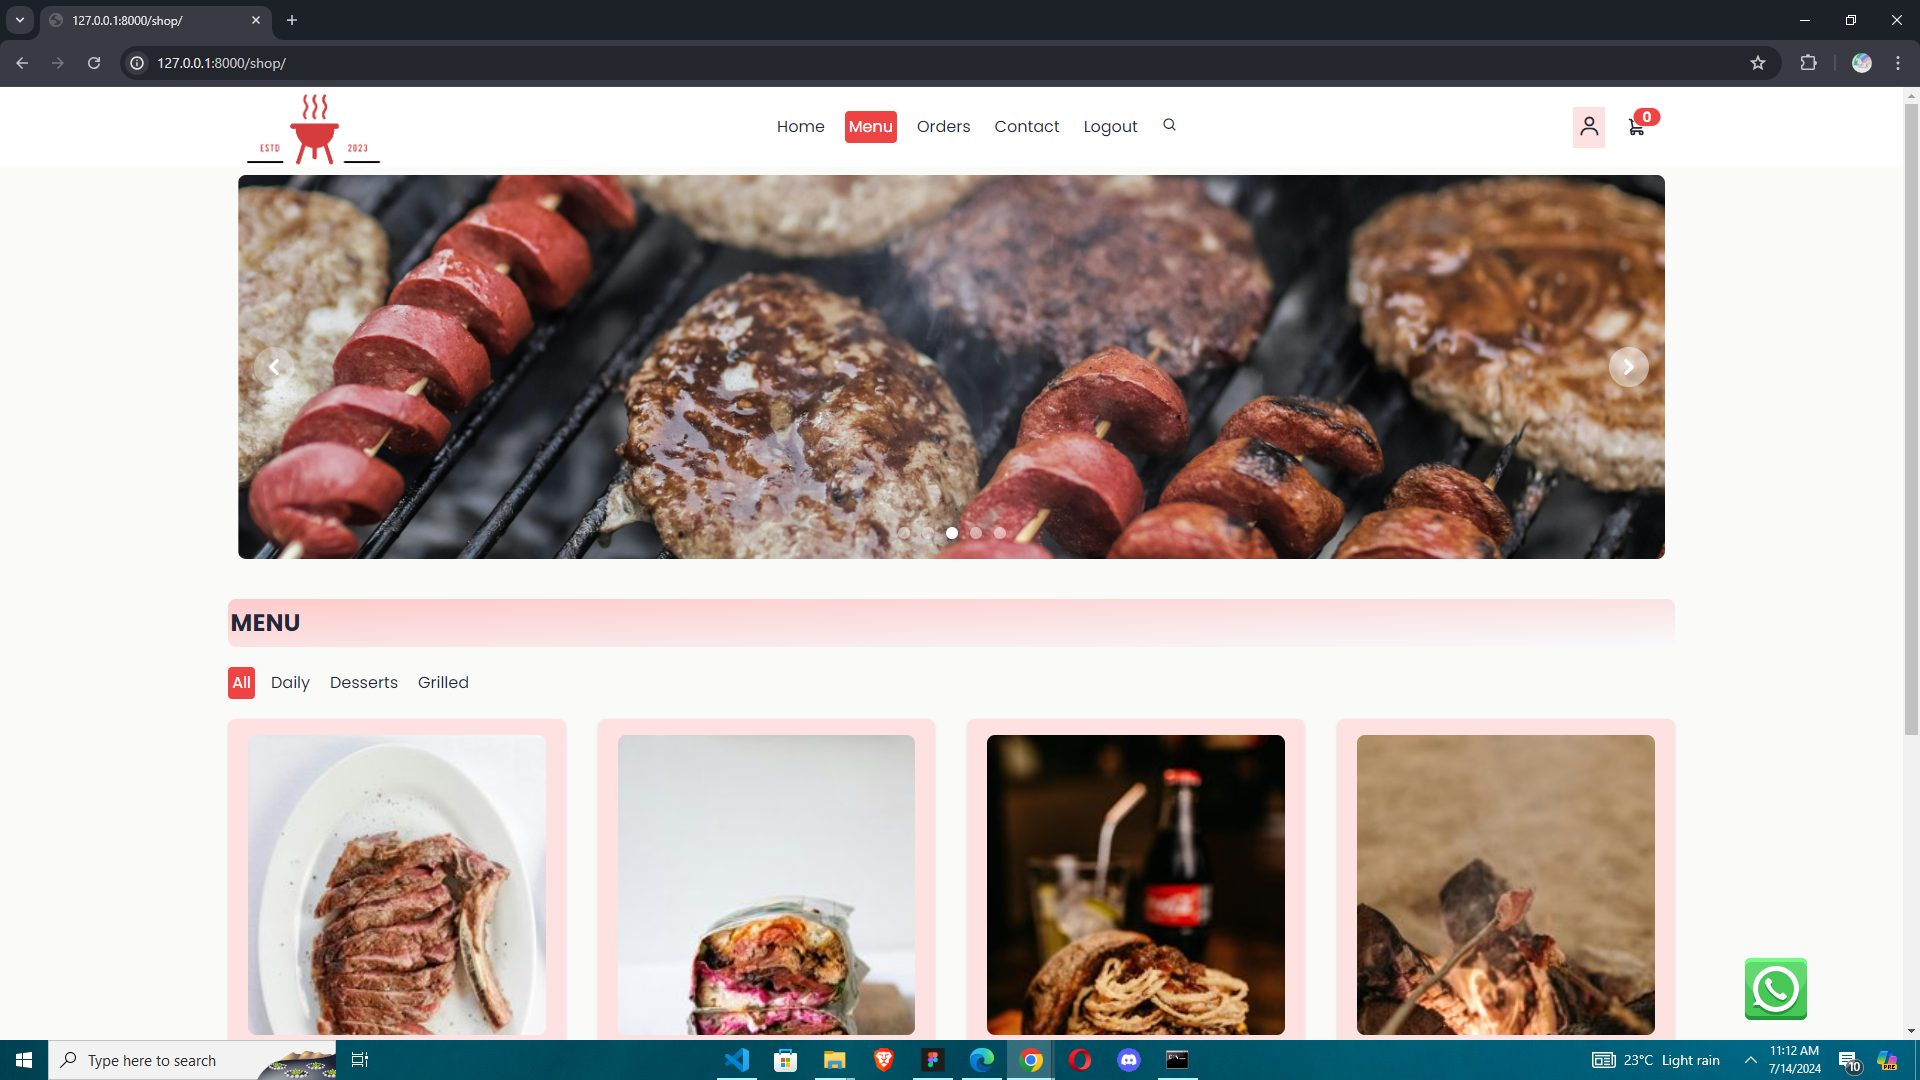 127.0.0.1:8000/shop/
127.0.0.1:8000/shop/
ESTD 2023
Home Menu Orders Contact Logout
0
MENU
All Daily Desserts Grilled
Type here to search
23°C Light rain
11:12 AM
7/14/2024
10
PRE